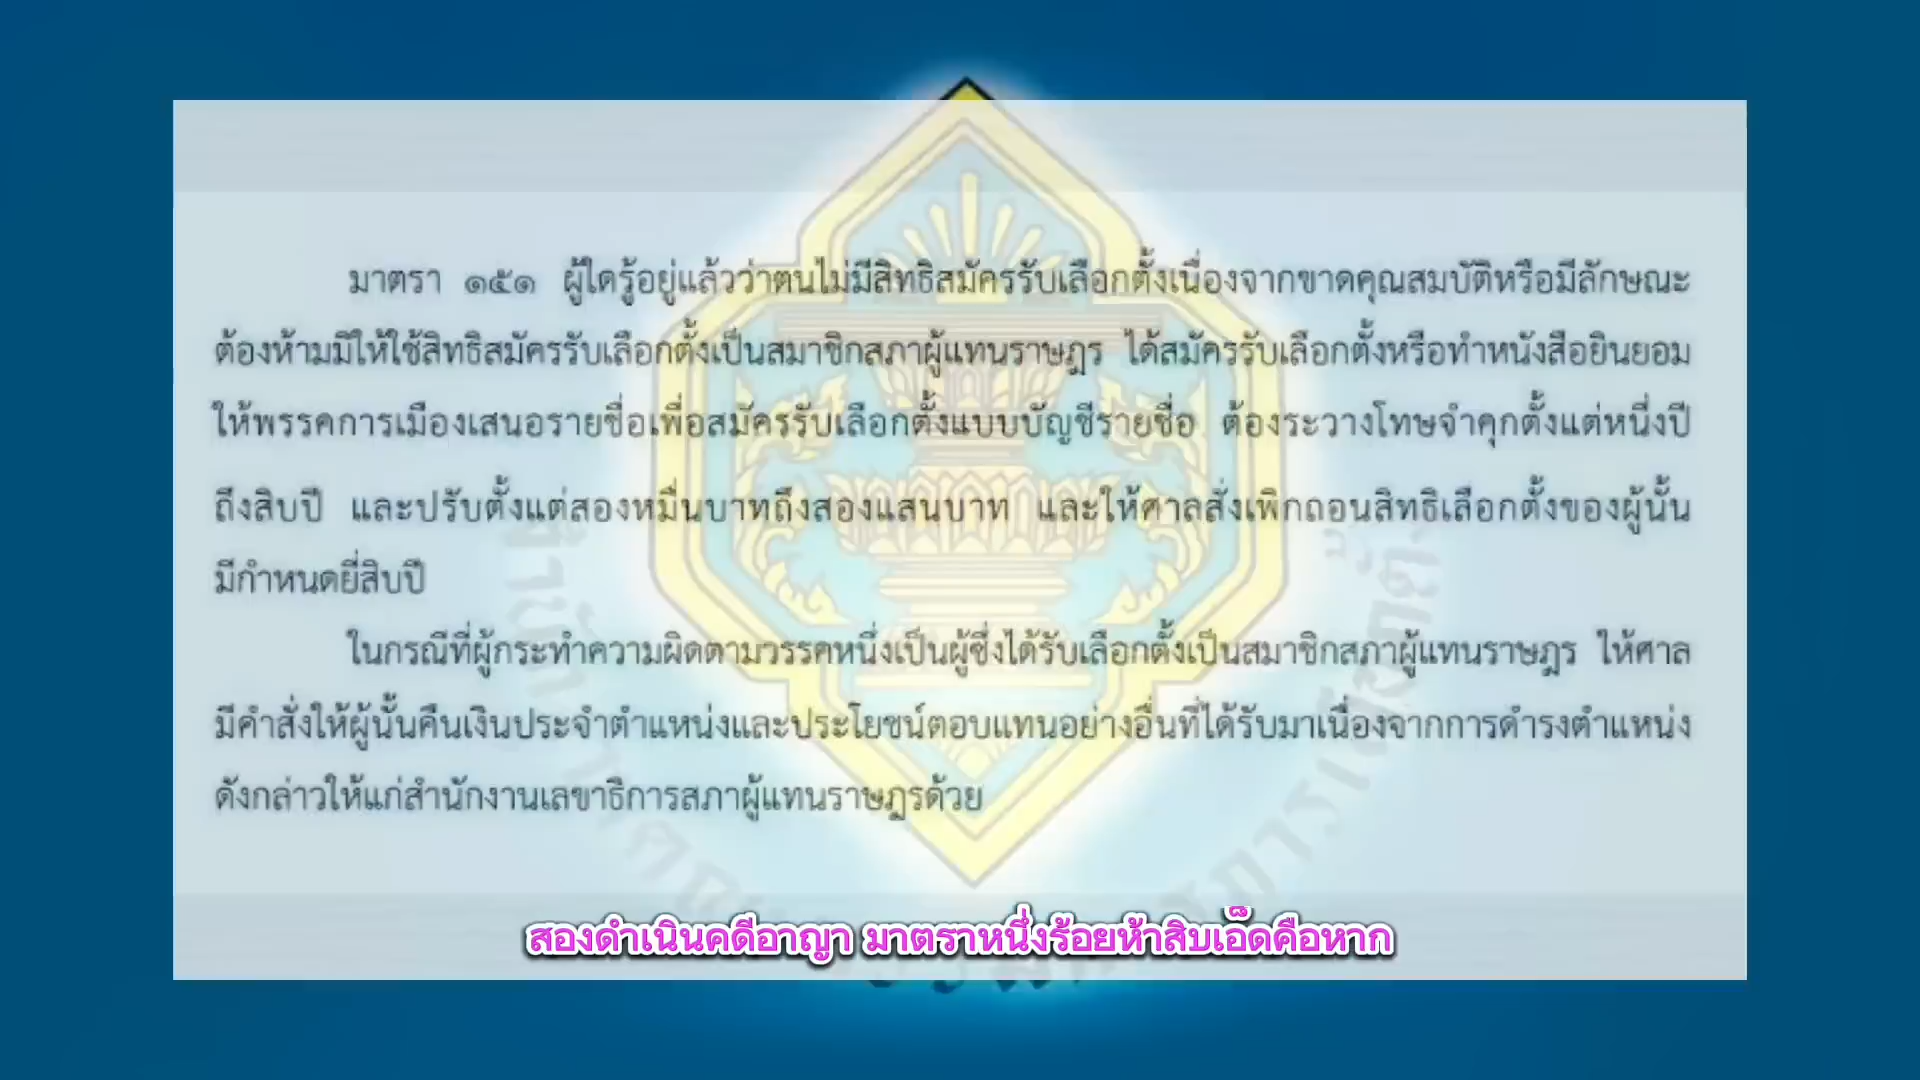 มาตรา ๑๕๑ ผู้ใดรู้อยู่แล้วว่าตนไม่มีสิทธิสมัครรับเลือกตั้งเนื่องจากขาดคุณสมบัติหรือมีลักษณะ
ต้องห้ามมิให้ใช้สิทธิสมัครรับเลือกตั้งเป็นสมาชิกสภาผู้แทนราษฎร ได้สมัครรับเลือกตั้งหรือทำหนังสือยินยอม
ให้พรรคการเมืองเสนอรายชื่อเพื่อสมัครรับเลือกตั้งแบบบัญชีรายชื่อ ต้องระวางโทษจำคุกตั้งแต่หนึ่งปี
ถึงสิบปี และปรับตั้งแต่สองหมื่นบาทถึงสองแสนบาท และให้ศาลสั่งเพิกถอนสิทธิเลือกตั้งของผู้นั้น
มีกำหนดยี่สิบปี
ในกรณีที่ผู้กระทำความผิดตามวรรคหนึ่งเป็นผู้ซึ่งได้รับเลือกตั้งเป็นสมาชิกสภาผู้แทนราษฎร ให้ศาล
มีคำสั่งให้ผู้นั้นคืนเงินประจำตำแหน่งและประโยชน์ตอบแทนอย่างอื่นที่ได้รับมาเนื่องจากการดำรงตำแหน่ง
ดังกล่าวให้แก่สำนักงานเลขาธิการสภาผู้แทนราษฎรด้วย
สองดำเนินคดีอาญา มาตราหนึ่งร้อยห้าสิบเอ็ดคือหาก